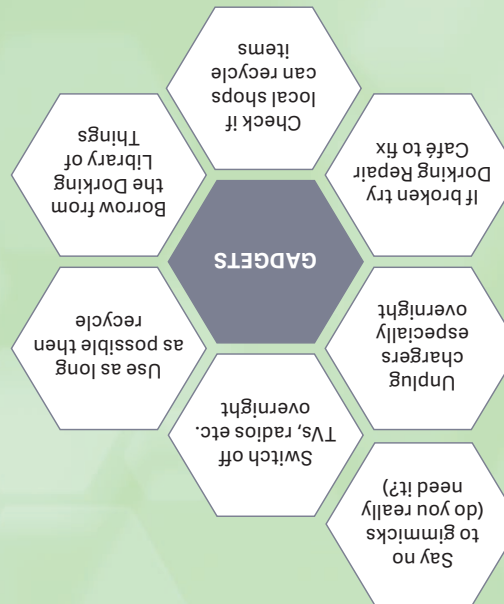 Say no
to gimmicks
(do you really
need it?)
Switch off
TVs, radios etc.
overnight
Unplug
chargers
especially
overnight
Use as long
as possible then
recycle
GADGETS
If broken try
Dorking Repair
Café to fix
Borrow from
the Dorking
Library of
Things
Check if
local shops
can recycle
items